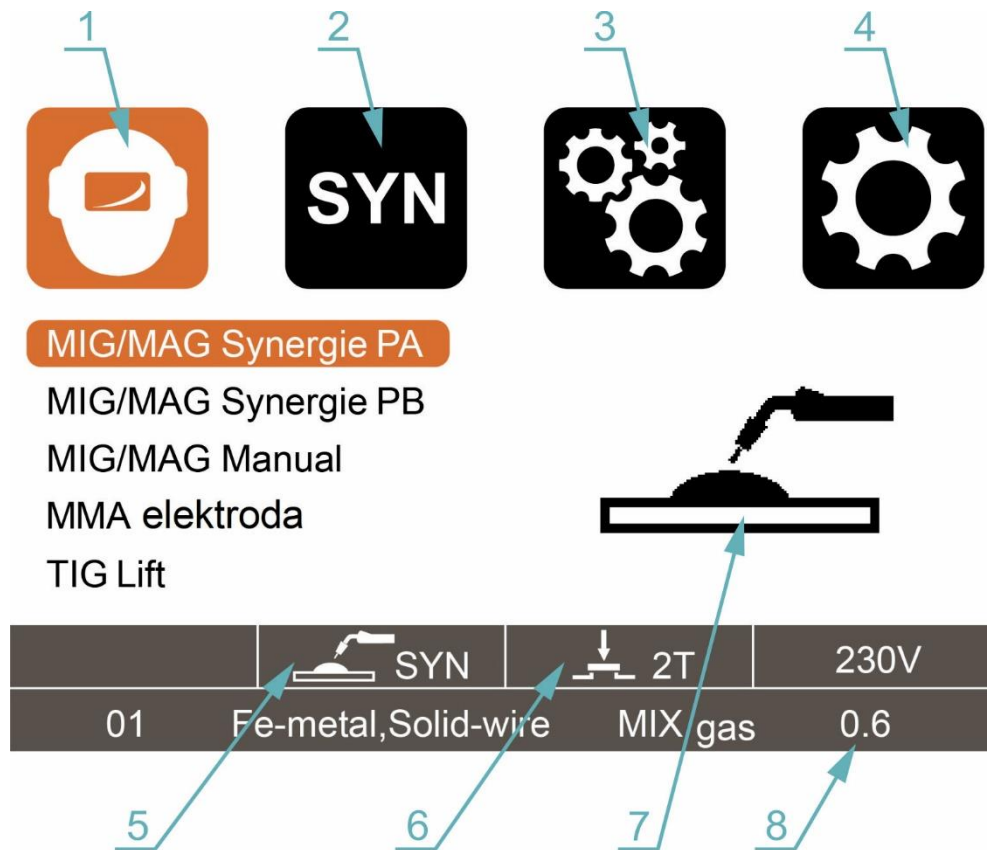 1 2 3 4
SYN
MIG/MAG Synergie PA
MIG/MAG Synergie PB
MIG/MAG Manual
MMA elektroda
TIG Lift
SYN 2T 230V
01 Fe-metal,Solid-wire MIX gas 0.6
5 6 7 8